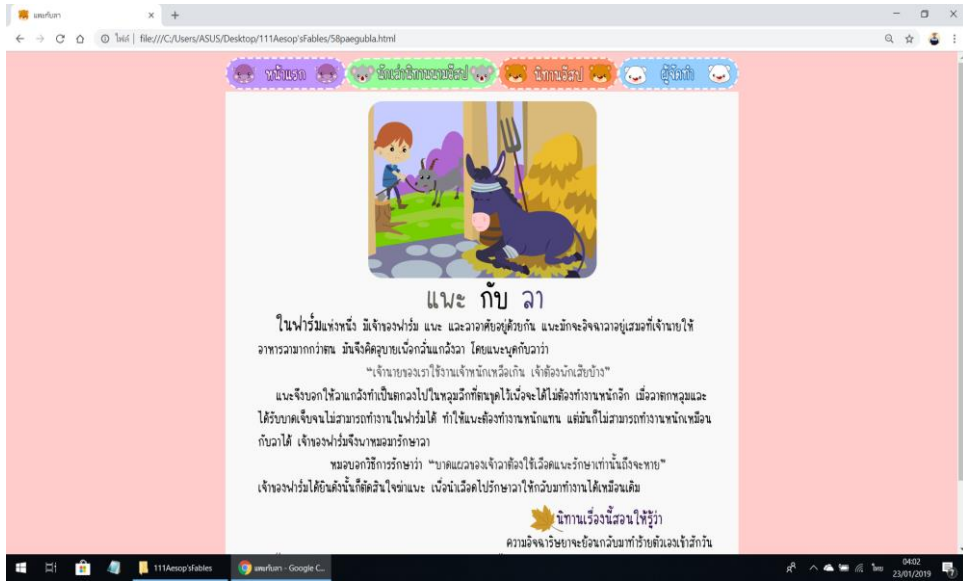 แพะกับลา
ไฟล์ | file:///C:/Users/ASUS/Desktop/111Aesop'sFables/58paegubla.html
หน้าแรก นักเล่านิทานนามอีสป นิทานอีสป ผู้จัดทำ
แพะ กับ ลา
ในฟาร์มแห่งหนึ่ง มีเจ้าของฟาร์ม แพะ และลาอาศัยอยู่ด้วยกัน แพะมักจะอิจฉาลาอยู่เสมอที่เจ้านายให้
อาหารลามากกว่าตน มันจึงคิดอุบายเพื่อกลั่นแกล้งลา โดยแพะพูดกับลาว่า
“เจ้านายของเราใช้งานเจ้าหนักเหลือเกิน เจ้าต้องพักเสียบ้าง”
แพะจึงบอกให้ลาแกล้งทำเป็นตกลงไปในหลุมลึกที่ตนขุดไว้เพื่อจะได้ไม่ต้องทำงานหนักอีก เมื่อลาตกหลุมและ
ได้รับบาดเจ็บจนไม่สามารถทำงานในฟาร์มได้ ทำให้แพะต้องทำงานหนักแทน แต่มันก็ไม่สามารถทำงานหนักเหมือน
กับลาได้ เจ้าของฟาร์มจึงพาหมอมารักษาลา
หมอบอกวิธีการรักษาว่า “บาดแผลของเจ้าลาต้องใช้เลือดแพะรักษาเท่านั้นถึงจะหาย”
เจ้าของฟาร์มได้ยินดังนั้นก็ตัดสินใจฆ่าแพะ เพื่อนำเลือดไปรักษาลาให้กลับมาทำงานได้เหมือนเดิม
นิทานเรื่องนี้สอนให้รู้ว่า
ความอิจฉาริษยาจะย้อนกลับมาทำร้ายตัวเองเข้าสักวัน
111Aesop'sFables แพะกับลา - Google C... ไทย 04:02
23/01/2019